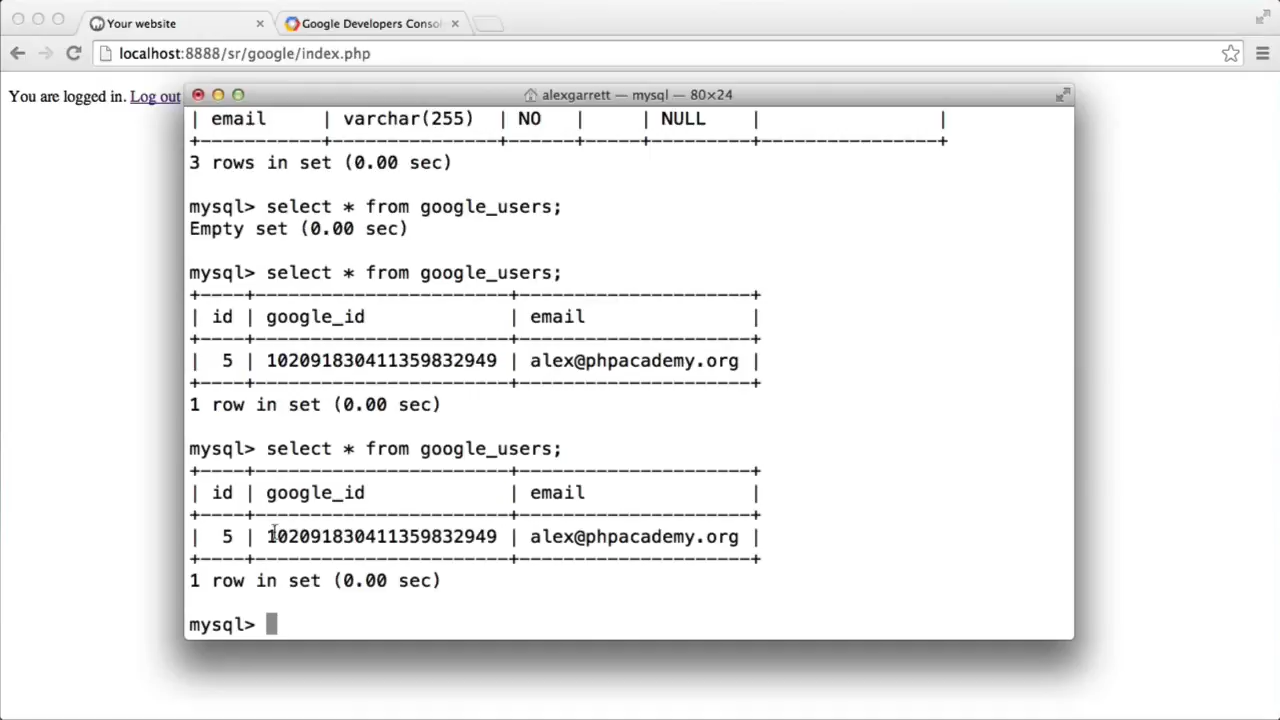 Your website
Google Developers Consol
localhost:8888/sr/google/index.php
You are logged in. Log out
alexgarrett — mysql — 80×24
| email | varchar(255) | NO | | NULL | |
+-----------+---------------+------+-----+---------+----------------+
3 rows in set (0.00 sec)
mysql> select * from google_users;
Empty set (0.00 sec)
mysql> select * from google_users;
+----+-----------------------+---------------------+
| id | google_id | email |
+----+-----------------------+---------------------+
| 5 | 102091830411359832949 | alex@phpacademy.org |
+----+-----------------------+---------------------+
1 row in set (0.00 sec)
mysql> select * from google_users;
+----+-----------------------+---------------------+
| id | google_id | email |
+----+-----------------------+---------------------+
| 5 | 102091830411359832949 | alex@phpacademy.org |
+----+-----------------------+---------------------+
1 row in set (0.00 sec)
mysql>